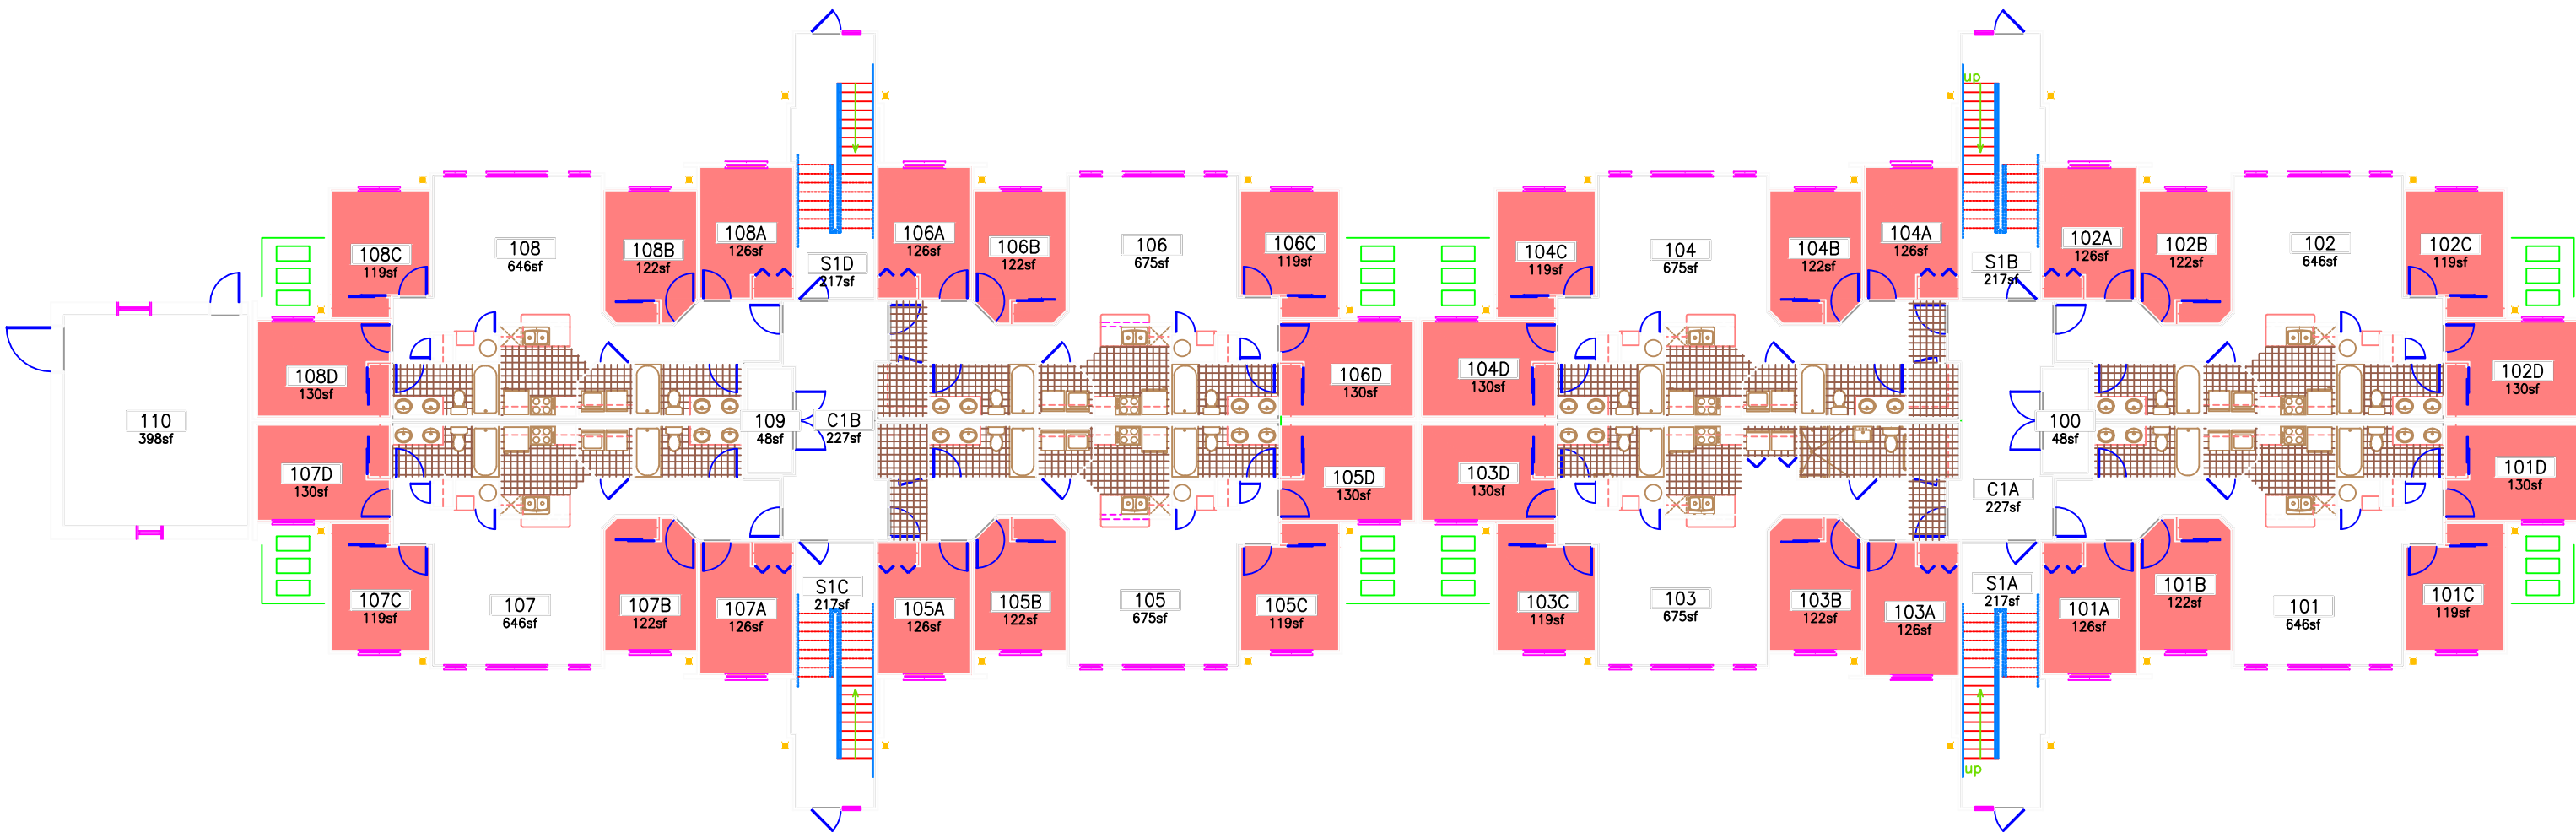 up
108A
126sf
106A
126sf
104A
126sf
102A
126sf
108C
119sf
108
646sf
108B
122sf
106B
122sf
106
675sf
106C
119sf
104C
119sf
104
675sf
104B
122sf
102B
122sf
102
646sf
102C
119sf
S1D
217sf
S1B
217sf
108D
130sf
106D
130sf
104D
130sf
102D
130sf
110
398sf
109
48sf
C1B
227sf
100
48sf
107D
130sf
105D
130sf
103D
130sf
C1A
227sf
101D
130sf
107C
119sf
107
646sf
107B
122sf
107A
126sf
S1C
217sf
105A
126sf
105B
122sf
105
675sf
105C
119sf
103C
119sf
103
675sf
103B
122sf
103A
126sf
S1A
217sf
101A
126sf
101B
122sf
101
646sf
101C
119sf
up